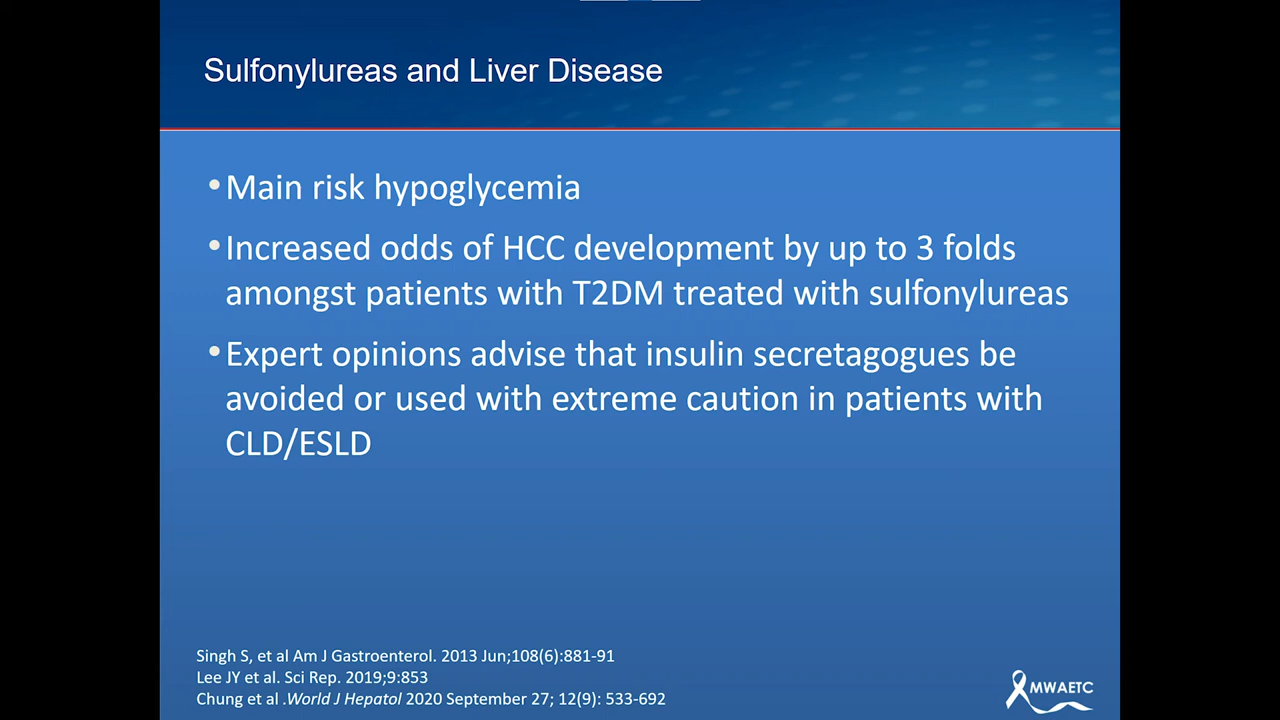 Sulfonylureas and Liver Disease
•Main risk hypoglycemia
•Increased odds of HCC development by up to 3 folds
amongst patients with T2DM treated with sulfonylureas
•Expert opinions advise that insulin secretagogues be
avoided or used with extreme caution in patients with
CLD/ESLD
Singh S, et al Am J Gastroenterol. 2013 Jun;108(6):881-91
Lee JY et al. Sci Rep. 2019;9:853
Chung et al .World J Hepatol 2020 September 27; 12(9): 533-692
MWAETC